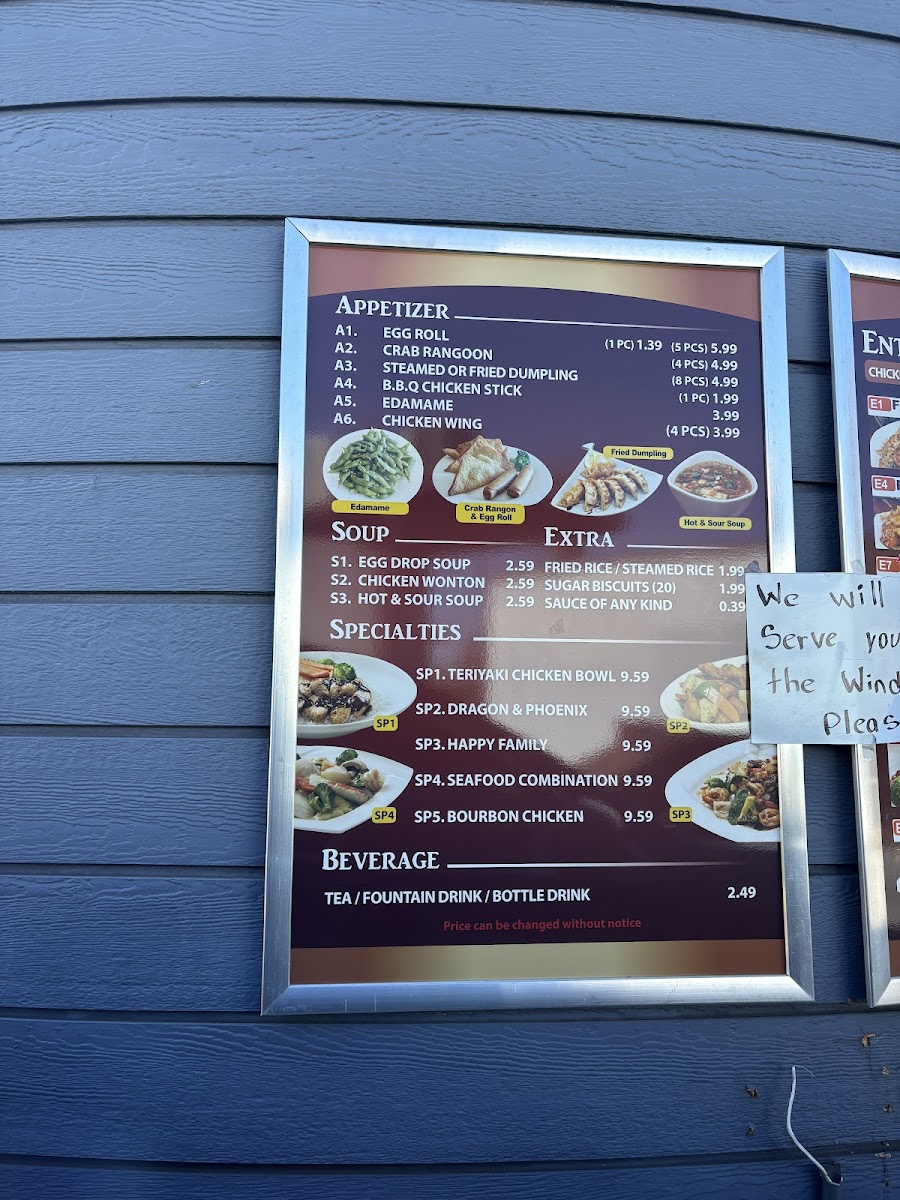 APPETIZER
A1. EGG ROLL (1 PC) 1.39 (5 PCS) 5.99
A2. CRAB RANGOON (4 PCS) 4.99
A3. STEAMED OR FRIED DUMPLING (8 PCS) 4.99
A4. B.B.Q CHICKEN STICK (1 PC) 1.99
A5. EDAMAME 3.99
A6. CHICKEN WING (4 PCS) 3.99
Edamame
Crab Rangon
& Egg Roll
Fried Dumpling
Hot & Sour Soup
SOUP
S1. EGG DROP SOUP 2.59
S2. CHICKEN WONTON 2.59
S3. HOT & SOUR SOUP 2.59
EXTRA
FRIED RICE / STEAMED RICE 1.99
SUGAR BISCUITS (20) 1.99
SAUCE OF ANY KIND 0.39
SPECIALTIES
SP1. TERIYAKI CHICKEN BOWL 9.59
SP2. DRAGON & PHOENIX 9.59
SP3. HAPPY FAMILY 9.59
SP4. SEAFOOD COMBINATION 9.59
SP5. BOURBON CHICKEN 9.59
SP1
SP2
SP4
SP3
BEVERAGE
TEA / FOUNTAIN DRINK / BOTTLE DRINK 2.49
Price can be changed without notice
We will
Serve you
the Wind
Pleas
ENT
CHICK
E1 F
E4
E7